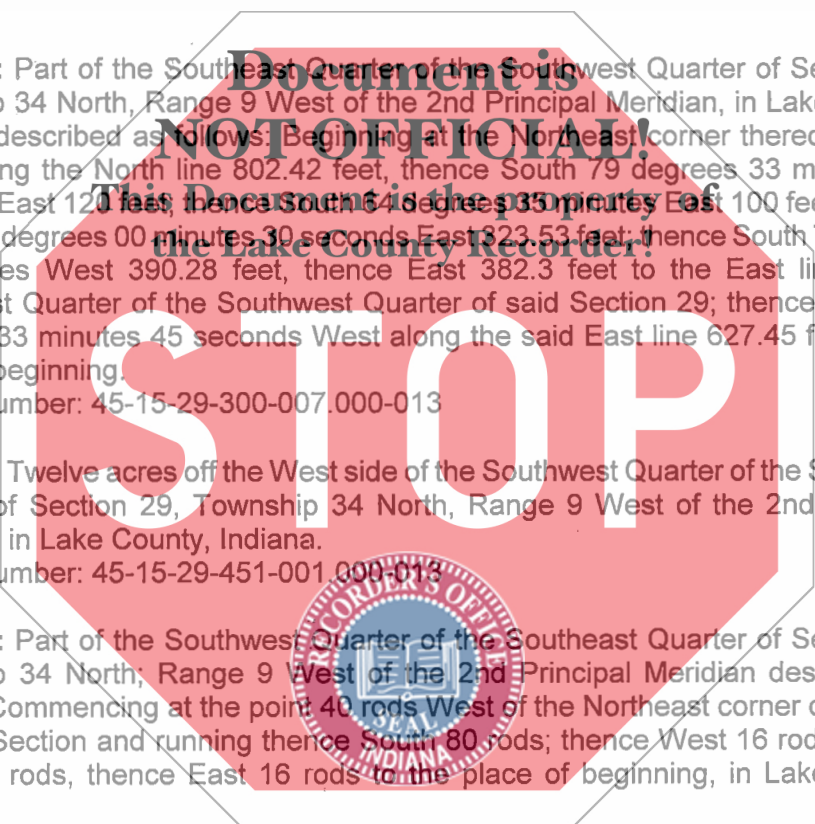 Document is
NOT OFFICIAL!
This Document is the property of
the Lake County Recorder!
STOP
: Part of the Southeast Quarter of the Southwest Quarter of Se
34 North, Range 9 West of the 2nd Principal Meridian, in Lake
described as follows: Beginning at the Northeast corner thereo
ng the North line 802.42 feet, thence South 79 degrees 33 m
East 120 feet; thence South 64 degrees 35 minutes East 100 fee
degrees 00 minutes 30 seconds East 323.53 feet; thence South
es West 390.28 feet, thence East 382.3 feet to the East li
st Quarter of the Southwest Quarter of said Section 29; thence
33 minutes 45 seconds West along the said East line 627.45 f
beginning.
umber: 45-15-29-300-007.000-013
Twelve acres off the West side of the Southwest Quarter of the S
of Section 29, Township 34 North, Range 9 West of the 2nd
in Lake County, Indiana.
umber: 45-15-29-451-001.000-013
: Part of the Southwest Quarter of the Southeast Quarter of Se
34 North; Range 9 West of the 2nd Principal Meridian des
Commencing at the point 40 rods West of the Northeast corner o
Section and running thence South 80 rods; thence West 16 rod
rods, thence East 16 rods to the place of beginning, in Lake
RECORDER'S OFFICE
SEAL
INDIANA